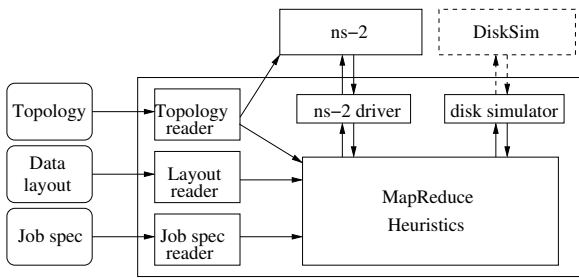 ns−2
DiskSim
Topology
Topology
reader
ns−2 driver
disk simulator
Data
layout
Layout
reader
MapReduce
Heuristics
Job spec
Job spec
reader